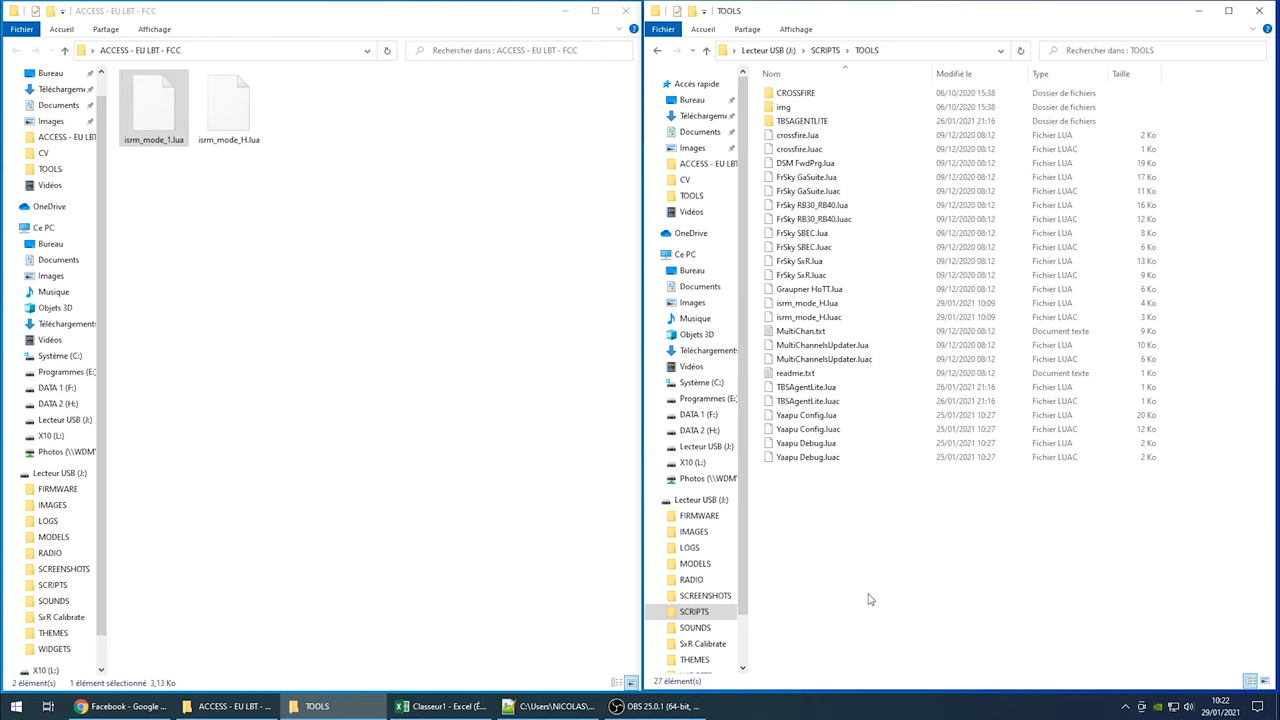 ACCESS - EU LBT - FCC
Fichier Accueil Partage Affichage
ACCESS - EU LBT - FCC
Rechercher dans : ACCESS - EU LBT - FCC
Bureau
Téléchargeme
Documents
Images
ACCESS - EU LBT
CV
TOOLS
Vidéos
OneDrive
Ce PC
Bureau
Documents
Images
Musique
Objets 3D
Téléchargements
Vidéos
Système (C:)
Programmes (E:
DATA 1 (F:)
DATA 2 (H:)
Lecteur USB (J:)
X10 (L:)
Photos (\\WDM
Lecteur USB (J:)
FIRMWARE
IMAGES
LOGS
MODELS
RADIO
SCREENSHOTS
SCRIPTS
SOUNDS
SxR Calibrate
THEMES
WIDGETS
X10 (L:)
isrm_mode_1.lua
isrm_mode_H.lua
2 élément(s) 1 élément sélectionné 3,13 Ko
TOOLS
Fichier Accueil Partage Affichage
Lecteur USB (J:) SCRIPTS TOOLS
Rechercher dans : TOOLS
Accès rapide
Bureau
Téléchargeme
Documents
Images
ACCESS - EU LBT
CV
TOOLS
Vidéos
OneDrive
Ce PC
Bureau
Documents
Images
Musique
Objets 3D
Téléchargements
Vidéos
Système (C:)
Programmes (E:
DATA 1 (F:)
DATA 2 (H:)
Lecteur USB (J:)
X10 (L:)
Photos (\\WDM
Lecteur USB (J:)
FIRMWARE
IMAGES
LOGS
MODELS
RADIO
SCREENSHOTS
SCRIPTS
SOUNDS
SxR Calibrate
THEMES
Nom Modifié le Type Taille
CROSSFIRE 06/10/2020 15:38 Dossier de fichiers
img 06/10/2020 15:38 Dossier de fichiers
TBSAGENTLITE 26/01/2021 21:16 Dossier de fichiers
crossfire.lua 09/12/2020 08:12 Fichier LUA 2 Ko
crossfire.luac 09/12/2020 08:12 Fichier LUAC 1 Ko
DSM FwdPrg.lua 09/12/2020 08:12 Fichier LUA 19 Ko
FrSky GaSuite.lua 09/12/2020 08:12 Fichier LUA 17 Ko
FrSky GaSuite.luac 09/12/2020 08:12 Fichier LUAC 11 Ko
FrSky RB30_RB40.lua 09/12/2020 08:12 Fichier LUA 16 Ko
FrSky RB30_RB40.luac 09/12/2020 08:12 Fichier LUAC 12 Ko
FrSky SBEC.lua 09/12/2020 08:12 Fichier LUA 8 Ko
FrSky SBEC.luac 09/12/2020 08:12 Fichier LUAC 6 Ko
FrSky SxR.lua 09/12/2020 08:12 Fichier LUA 13 Ko
FrSky SxR.luac 09/12/2020 08:12 Fichier LUAC 9 Ko
Graupner HoTT.lua 09/12/2020 08:12 Fichier LUA 6 Ko
isrm_mode_H.lua 29/01/2021 10:09 Fichier LUA 4 Ko
isrm_mode_H.luac 29/01/2021 10:09 Fichier LUAC 3 Ko
MultiChan.txt 09/12/2020 08:12 Document texte 9 Ko
MultiChannelsUpdater.lua 09/12/2020 08:12 Fichier LUA 10 Ko
MultiChannelsUpdater.luac 09/12/2020 08:12 Fichier LUAC 6 Ko
readme.txt 09/12/2020 08:12 Document texte 1 Ko
TBSAgentLite.lua 26/01/2021 21:16 Fichier LUA 1 Ko
TBSAgentLite.luac 26/01/2021 21:16 Fichier LUAC 1 Ko
Yaapu Config.lua 25/01/2021 10:27 Fichier LUA 20 Ko
Yaapu Config.luac 25/01/2021 10:27 Fichier LUAC 12 Ko
Yaapu Debug.lua 25/01/2021 10:27 Fichier LUA 2 Ko
Yaapu Debug.luac 25/01/2021 10:27 Fichier LUAC 2 Ko
27 élément(s)
Facebook - Google ... ACCESS - EU LBT - ... TOOLS Classeur1 - Excel (É... C:\Users\NICOLAS\... OBS 25.0.1 (64-bit, ...
10:22
29/01/2021